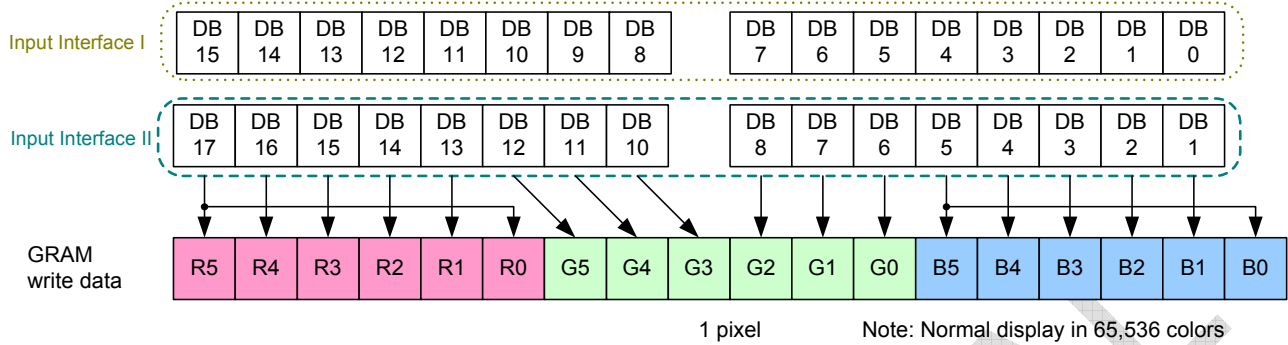 Input Interface I
DB 15 DB 14 DB 13 DB 12 DB 11 DB 10 DB 9 DB 8 DB 7 DB 6 DB 5 DB 4 DB 3 DB 2 DB 1 DB 0
Input Interface II
DB 17 DB 16 DB 15 DB 14 DB 13 DB 12 DB 11 DB 10 DB 8 DB 7 DB 6 DB 5 DB 4 DB 3 DB 2 DB 1
GRAM
write data
R5 R4 R3 R2 R1 R0 G5 G4 G3 G2 G1 G0 B5 B4 B3 B2 B1 B0
1 pixel Note: Normal display in 65,536 colors